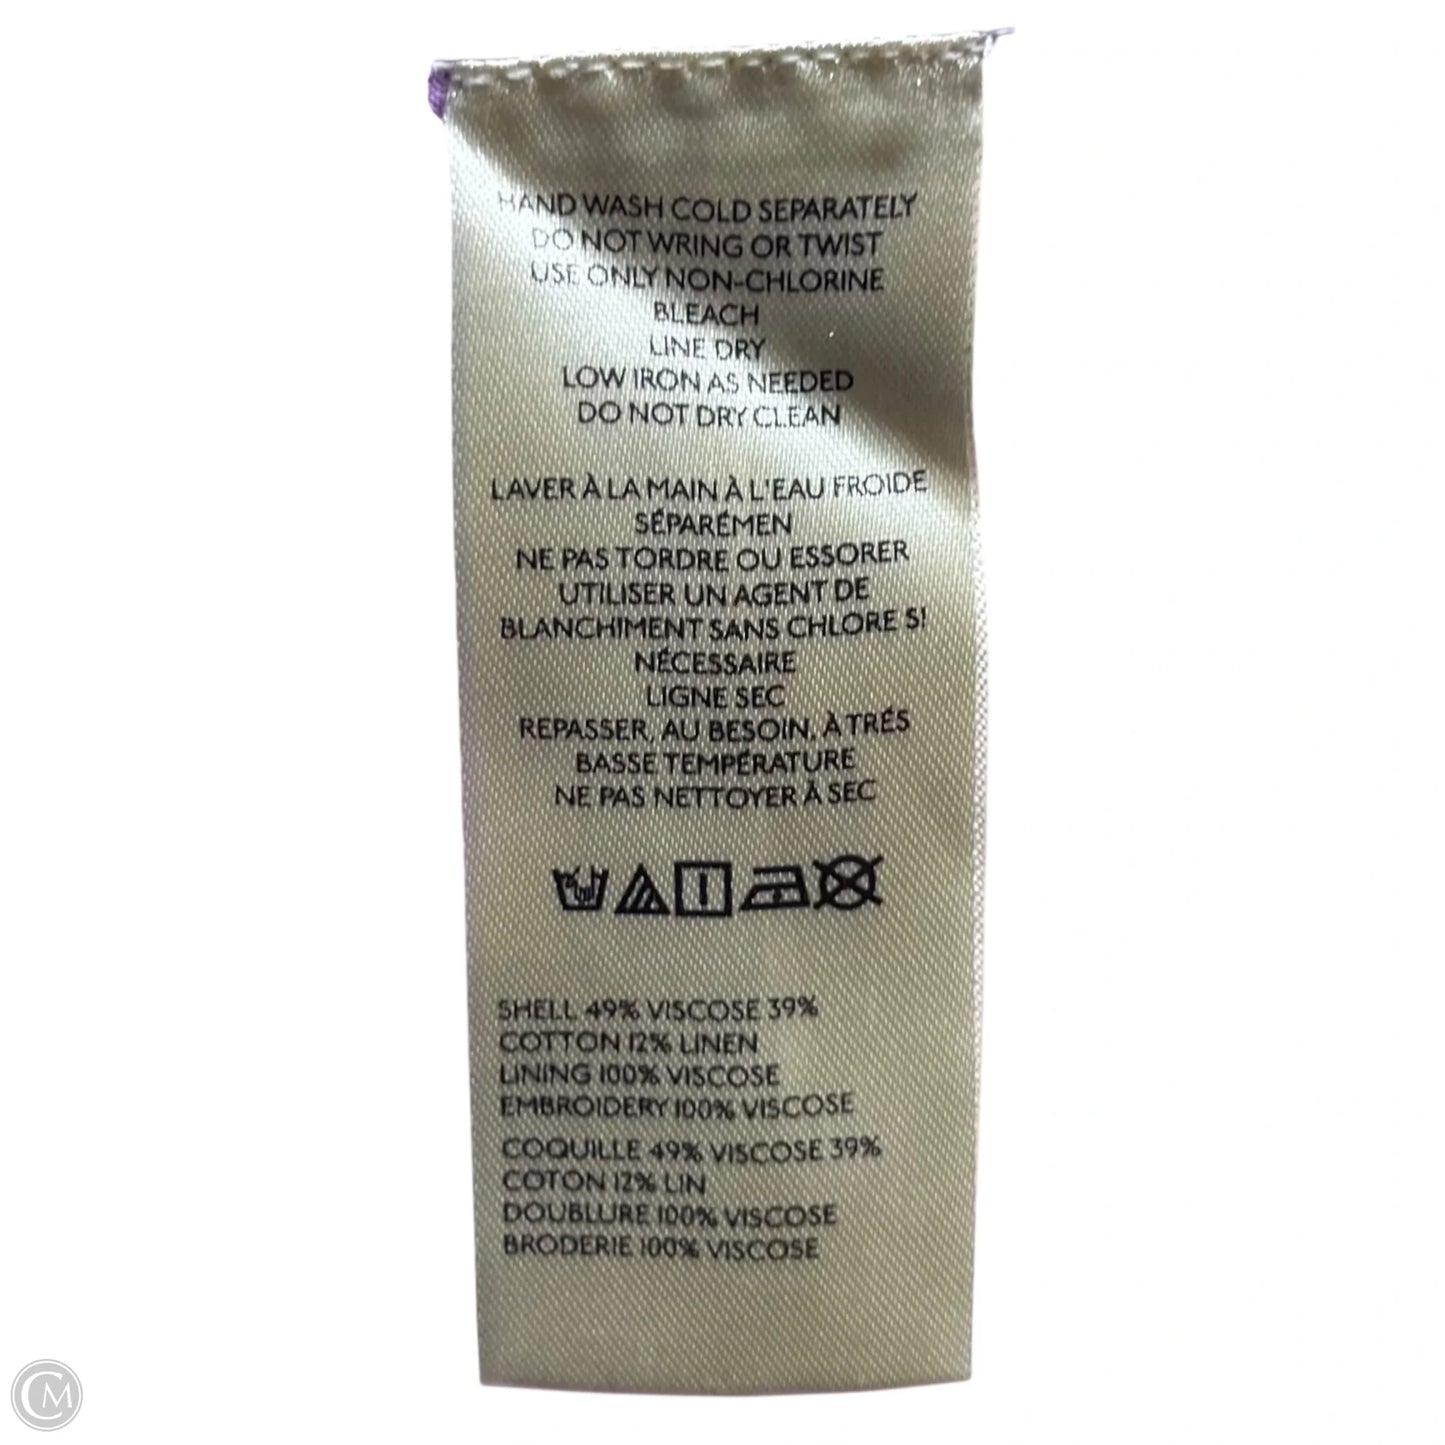 HAND WASH COLD SEPARATELY
DO NOT WRING OR TWIST
USE ONLY NON-CHLORINE
BLEACH
LINE DRY
LOW IRON AS NEEDED
DO NOT DRY CLEAN
LAVER À LA MAIN À L'EAU FROIDE
SÉPARÉMEN
NE PAS TORDRE OU ESSORER
UTILISER UN AGENT DE
BLANCHIMENT SANS CHLORE S!
NÉCESSAIRE
LIGNE SEC
REPASSER, AU BESOIN, À TRÉS
BASSE TEMPÉRATURE
NE PAS NETTOYER À SEC
SHELL 49% VISCOSE 39%
COTTON 12% LINEN
LINING 100% VISCOSE
EMBROIDERY 100% VISCOSE
COQUILLE 49% VISCOSE 39%
COTON 12% LIN
DOUBLURE 100% VISCOSE
BRODERIE 100% VISCOSE
CM